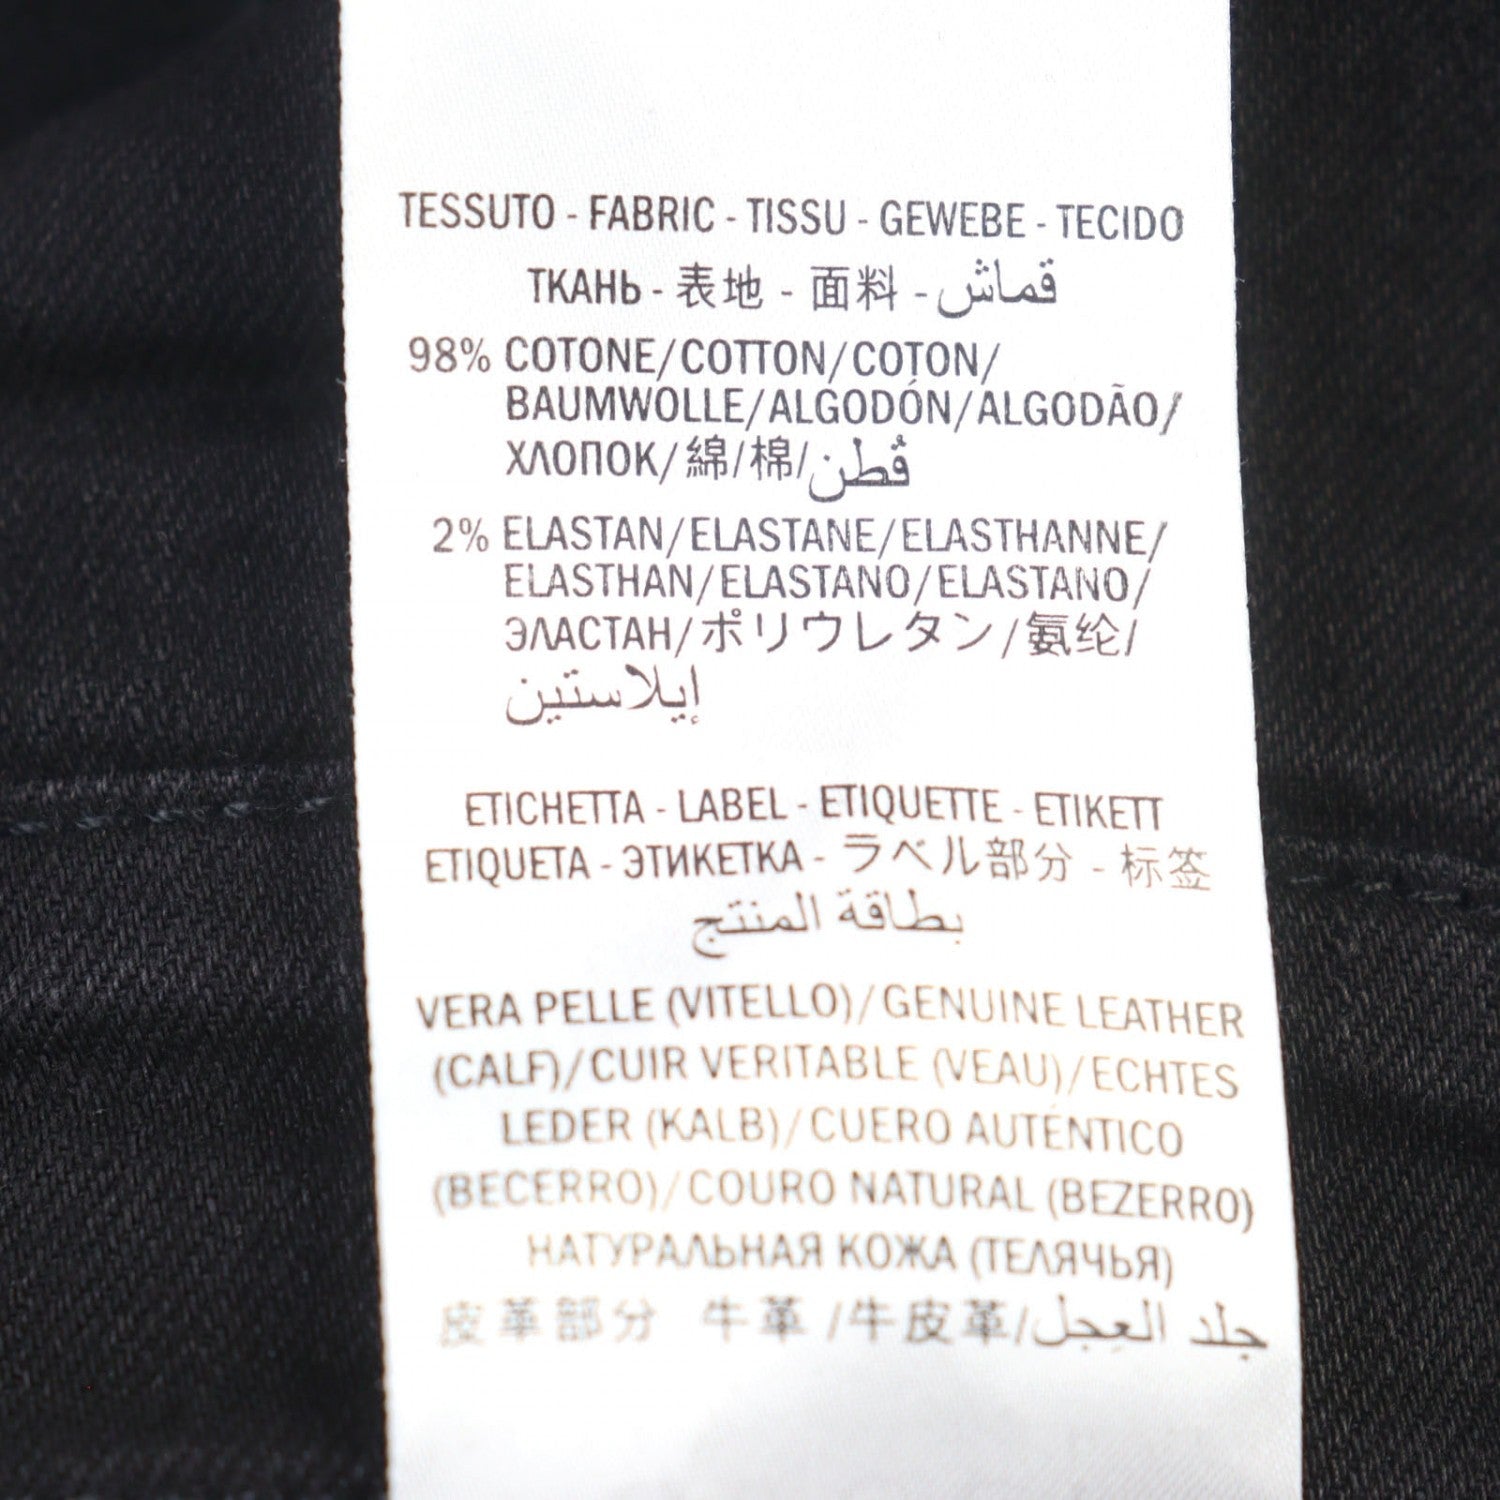 TESSUTO - FABRIC - TISSU - GEWEBE - TECIDO
ТКАНЬ - 表地 - 面料 - قماش
98% COTONE/COTTON/COTON/
BAUMWOLLE/ALGODÓN/ALGODÃO/
ХЛОПОК/綿/棉/قُطن
2% ELASTAN/ELASTANE/ELASTHANNE/
ELASTHAN/ELASTANO/ELASTANO/
ЭЛАСТАН/ポリウレタン/氨纶/
إيلاستين
ETICHETTA - LABEL - ETIQUETTE - ETIKETT
ETIQUETA - ЭТИКЕТКА - ラベル部分 - 标签
بطاقة المنتج
VERA PELLE (VITELLO)/GENUINE LEATHER
(CALF)/CUIR VERITABLE (VEAU)/ECHTES
LEDER (KALB)/CUERO AUTÉNTICO
(BECERRO)/COURO NATURAL (BEZERRO)
НАТУРАЛЬНАЯ КОЖА (ТЕЛЯЧЬЯ)
皮革部分 牛革/牛皮革/جلد العِجل